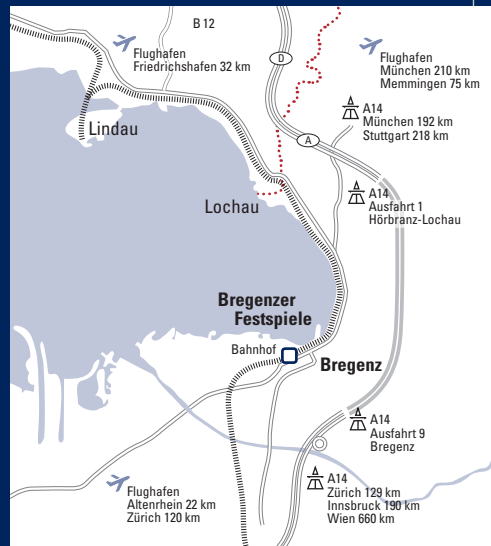 B 12
Flughafen
Friedrichshafen 32 km
D
Flughafen
München 210 km
Memmingen 75 km
A14
München 192 km
Stuttgart 218 km
Lindau
A
A14
Ausfahrt 1
Hörbranz-Lochau
Lochau
Bregenzer
Festspiele
Bahnhof
Bregenz
A14
Ausfahrt 9
Bregenz
Flughafen
Altenrhein 22 km
Zürich 120 km
A14
Zürich 129 km
Innsbruck 190 km
Wien 660 km